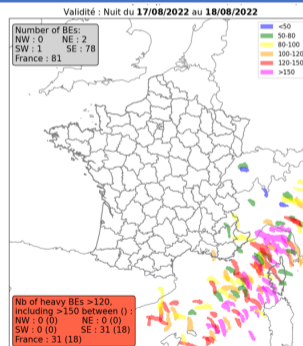 Validité : Nuit du 17/08/2022 au 18/08/2022
Number of BEs:
NW : 0 NE : 2
SW : 1 SE : 78
France : 81
<50
50-80
80-100
100-120
120-150
>150
Nb of heavy BEs >120,
including >150 between () :
NW : 0 (0) NE : 0 (0)
SW : 0 (0) SE : 31 (18)
France : 31 (18)